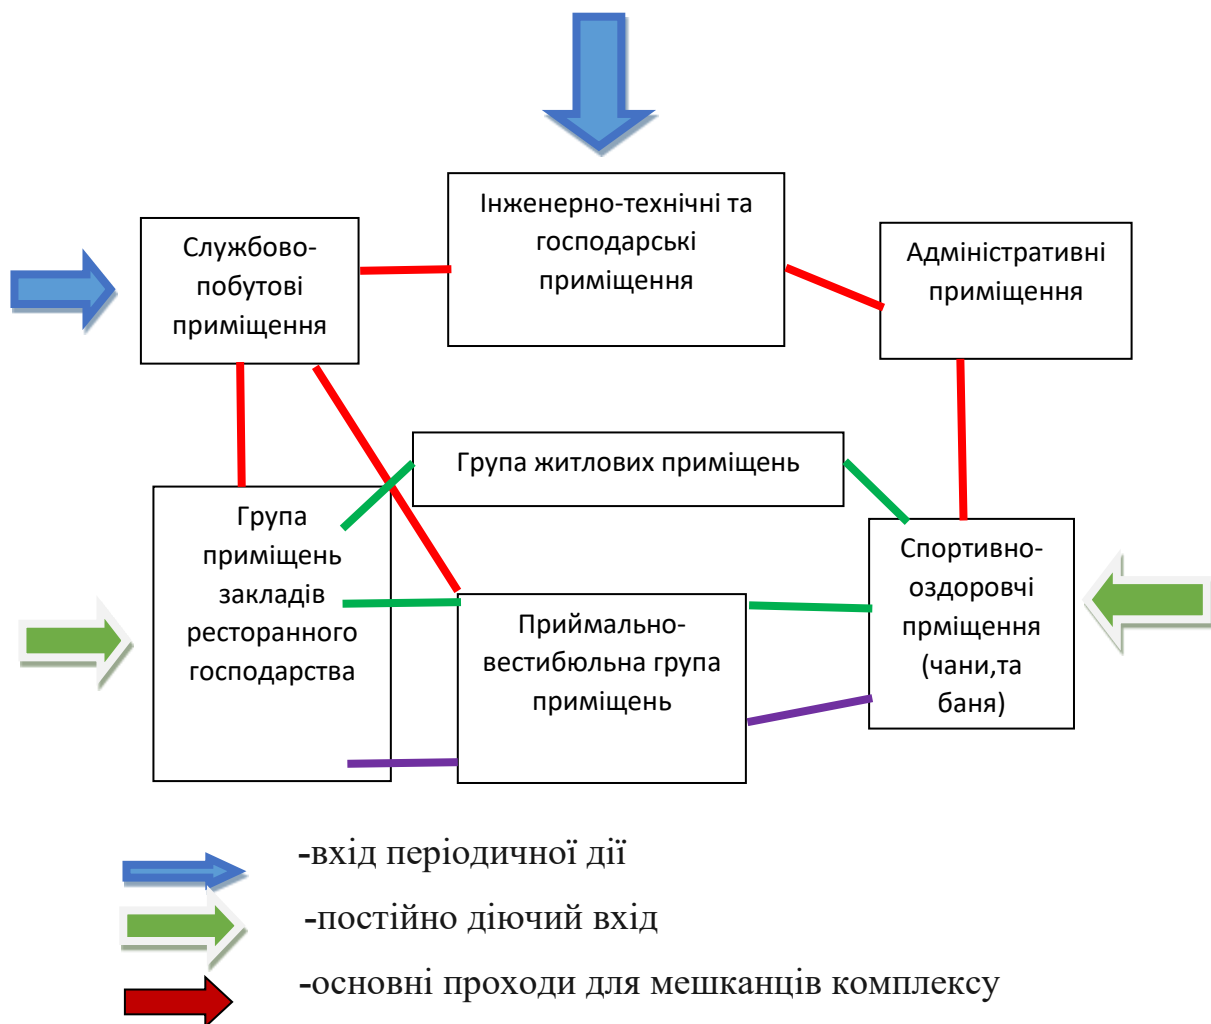 Інженерно-технічні та
господарські
приміщення
Службово-
побутові
приміщення
Адміністративні
приміщення
Група житлових приміщень
Група
приміщень
закладів
ресторанного
господарства
Приймально-
вестибюльна група
приміщень
Спортивно-
оздоровчі
прміщення
(чани,та
баня)
-вхід періодичної дії
-постійно діючий вхід
-основні проходи для мешканців комплексу